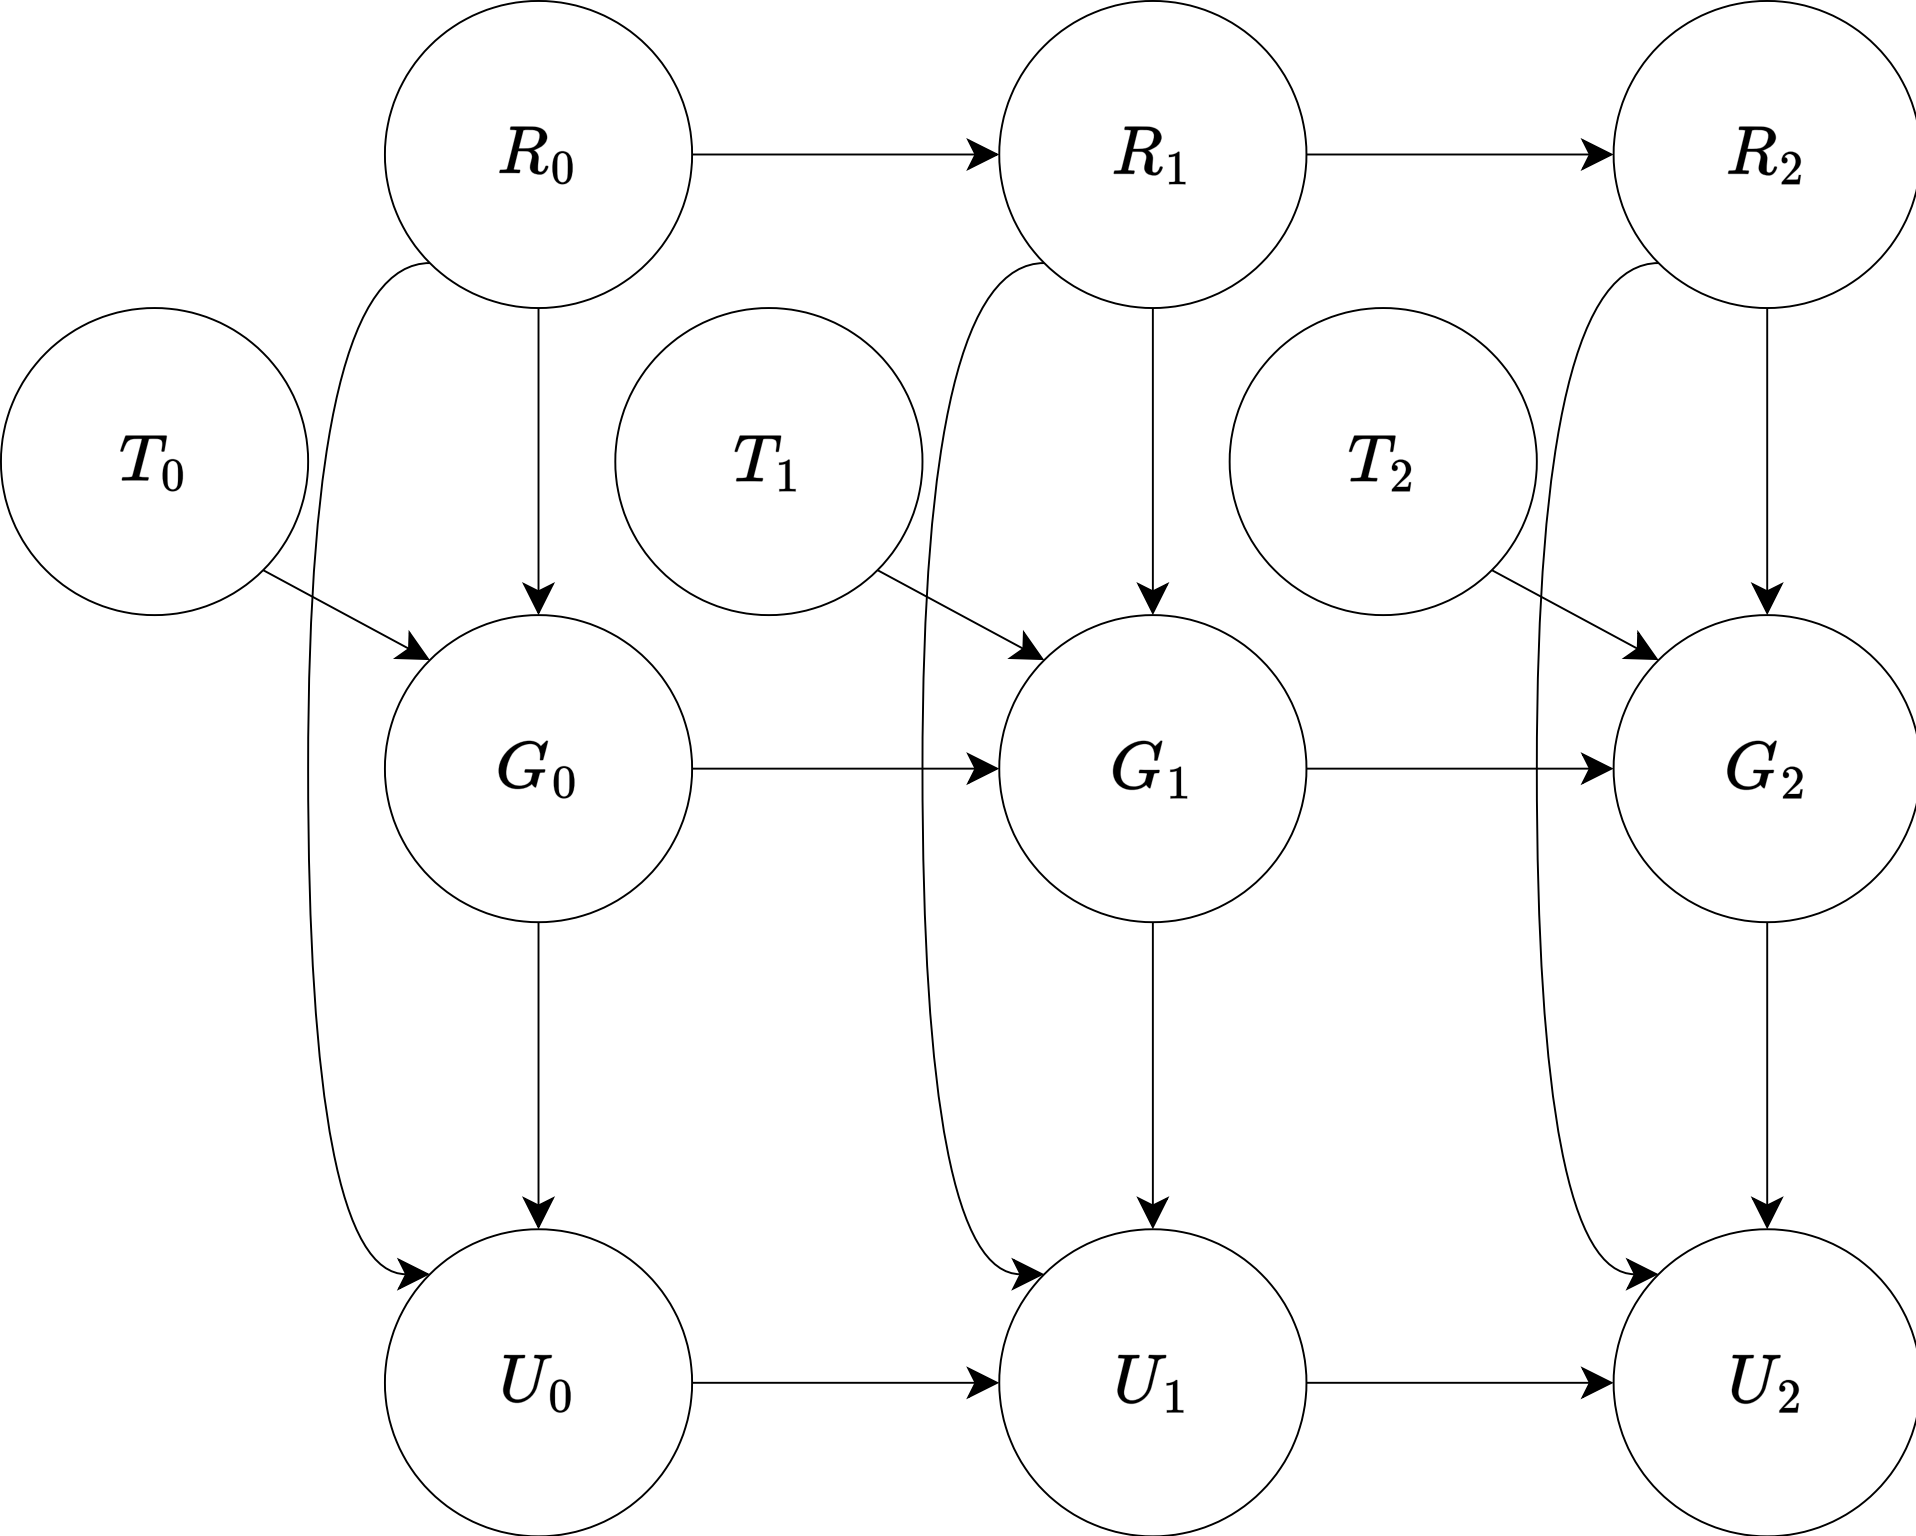 R₀ R₁ R₂
T₀ T₁ T₂
G₀ G₁ G₂
U₀ U₁ U₂